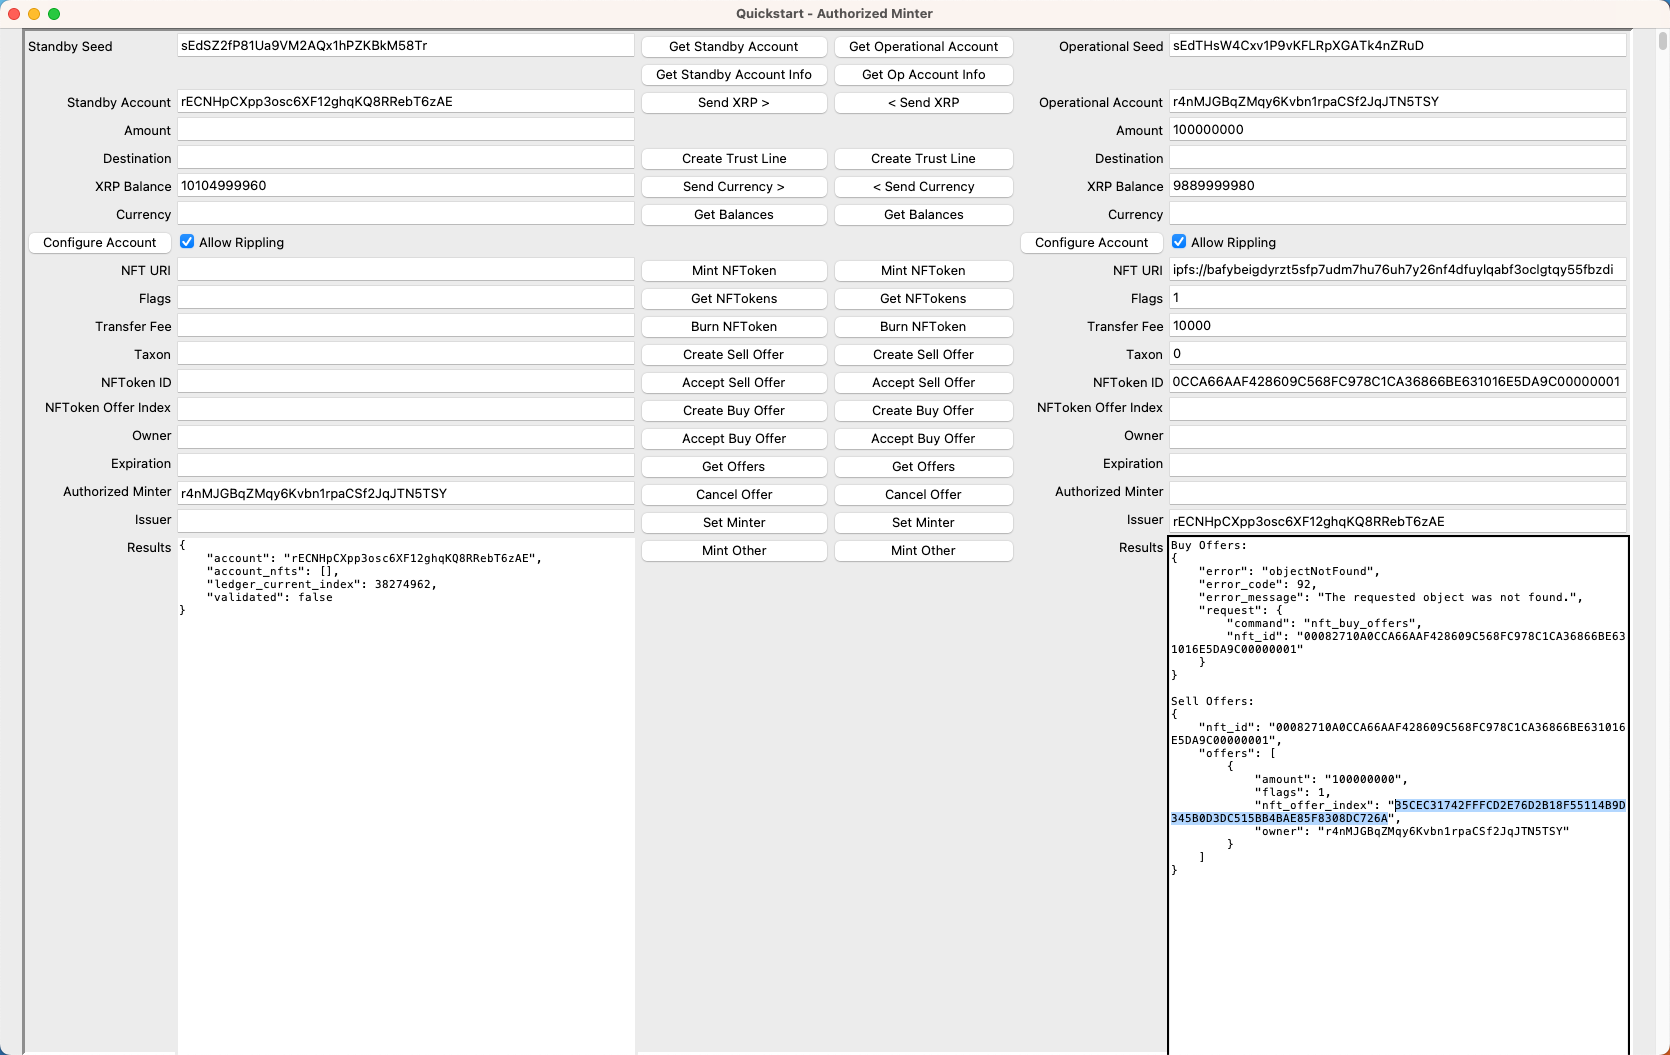 Quickstart - Authorized Minter
Standby Seed sEdSZ2fP81Ua9VM2AQx1hPZKBkM58Tr Get Standby Account Get Operational Account Operational Seed sEdTHsW4Cxv1P9vKFLRpXGATk4nZRuD
Get Standby Account Info Get Op Account Info
Standby Account rECNHpCXpp3osc6XF12ghqKQ8RRebT6zAE Send XRP > < Send XRP Operational Account r4nMJGBqZMqy6Kvbn1rpaCSf2JqJTN5TSY
Amount Amount 100000000
Destination Create Trust Line Create Trust Line Destination
XRP Balance 10104999960 Send Currency > < Send Currency XRP Balance 9889999980
Currency Get Balances Get Balances Currency
Configure Account Allow Rippling Configure Account Allow Rippling
NFT URI Mint NFToken Mint NFToken NFT URI ipfs://bafybeigdyrzt5sfp7udm7hu76uh7y26nf4dfuylqabf3oclgtqy55fbzdi
Flags Get NFTokens Get NFTokens Flags 1
Transfer Fee Burn NFToken Burn NFToken Transfer Fee 10000
Taxon Create Sell Offer Create Sell Offer Taxon 0
NFToken ID Accept Sell Offer Accept Sell Offer NFToken ID 0CCA66AAF428609C568FC978C1CA36866BE631016E5DA9C00000001
NFToken Offer Index Create Buy Offer Create Buy Offer NFToken Offer Index
Owner Accept Buy Offer Accept Buy Offer Owner
Expiration Get Offers Get Offers Expiration
Authorized Minter r4nMJGBqZMqy6Kvbn1rpaCSf2JqJTN5TSY Cancel Offer Cancel Offer Authorized Minter
Issuer Set Minter Set Minter Issuer rECNHpCXpp3osc6XF12ghqKQ8RRebT6zAE
Results Mint Other Mint Other Results
{
"account": "rECNHpCXpp3osc6XF12ghqKQ8RRebT6zAE",
"account_nfts": [],
"ledger_current_index": 38274962,
"validated": false
}
Buy Offers:
{
"error": "objectNotFound",
"error_code": 92,
"error_message": "The requested object was not found.",
"request": {
"command": "nft_buy_offers",
"nft_id": "00082710A0CCA66AAF428609C568FC978C1CA36866BE63
1016E5DA9C00000001"
}
}
Sell Offers:
{
"nft_id": "00082710A0CCA66AAF428609C568FC978C1CA36866BE631016
E5DA9C00000001",
"offers": [
{
"amount": "100000000",
"flags": 1,
"nft_offer_index": "35CEC31742FFFCD2E76D2B18F55114B9D
345B0D3DC515BB4BAE85F8308DC726A",
"owner": "r4nMJGBqZMqy6Kvbn1rpaCSf2JqJTN5TSY"
}
]
}